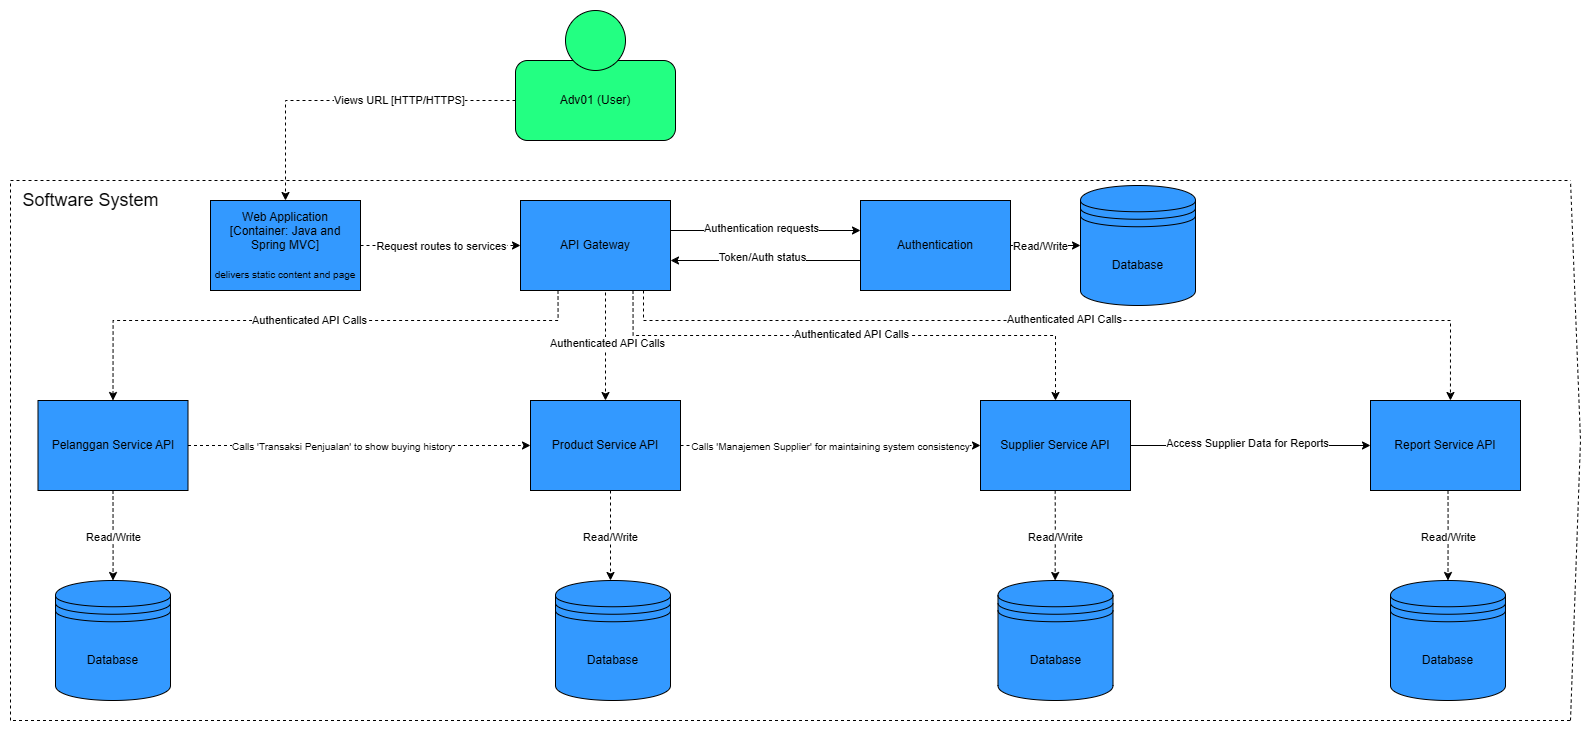 Adv01 (User)
Views URL [HTTP/HTTPS]
Software System
Web Application
[Container: Java and
Spring MVC]
delivers static content and page
Request routes to services
API Gateway
Authentication requests
Token/Auth status
Authentication
Read/Write
Database
Authenticated API Calls
Authenticated API Calls
Authenticated API Calls
Authenticated API Calls
Pelanggan Service API
Calls 'Transaksi Penjualan' to show buying history
Product Service API
Calls 'Manajemen Supplier' for maintaining system consistency
Supplier Service API
Access Supplier Data for Reports
Report Service API
Read/Write
Read/Write
Read/Write
Read/Write
Database
Database
Database
Database